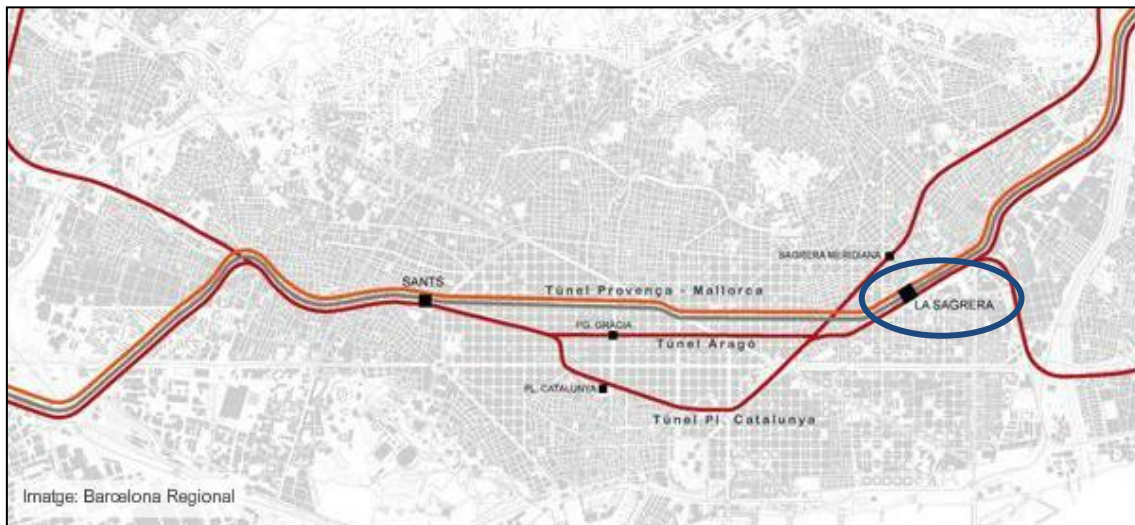 SAGRERA MERIDIANA
SANTS
Túnel Provença - Mallorca
LA SAGRERA
PG. GRÀCIA
Túnel Aragó
PL. CATALUNYA
Túnel Pl. Catalunya
Imatge: Barcelona Regional